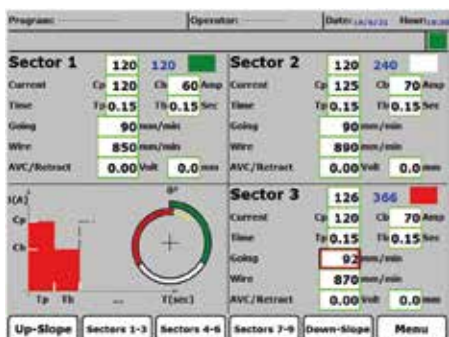 Program: Operator: Date: Hour:
Sector 1 120 120
Current Cp 120 Cb 60 Amp
Time Tp 0.15 Tb 0.15 Sec
Going 90 mm/min
Wire 850 mm/min
AVC/Retract 0.00 Volt 0.0 mm
Sector 2 120 240
Current Cp 125 Cb 70 Amp
Time Tp 0.15 Tb 0.15 Sec
Going 90 mm/min
Wire 890 mm/min
AVC/Retract 0.00 Volt 0.0 mm
I(A)
Cp
Cb
Tp Tb T(sec)
0°
Sector 3 126 366
Current Cp 120 Cb 70 Amp
Time Tp 0.15 Tb 0.15 Sec
Going 92 mm/min
Wire 870 mm/min
AVC/Retract 0.00 Volt 0.0 mm
Up-Slope Sectors 1-3 Sectors 4-6 Sectors 7-9 Down-Slope Menu